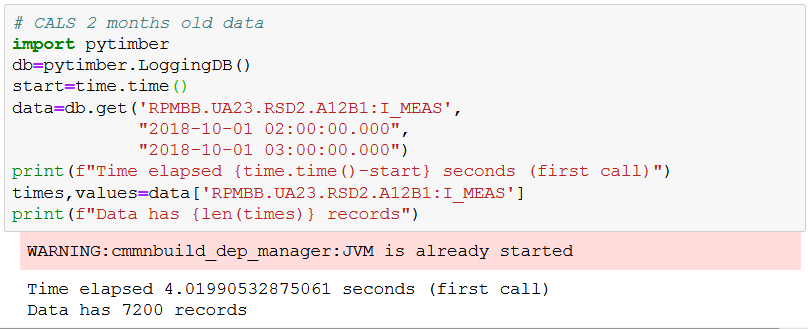 # CALS 2 months old data
import pytimber
db=pytimber.LoggingDB()
start=time.time()
data=db.get('RPMBB.UA23.RSD2.A12B1:I_MEAS',
"2018-10-01 02:00:00.000",
"2018-10-01 03:00:00.000")
print(f"Time elapsed {time.time()-start} seconds (first call)")
times,values=data['RPMBB.UA23.RSD2.A12B1:I_MEAS']
print(f"Data has {len(times)} records")
WARNING:cmmnbuild_dep_manager:JVM is already started
Time elapsed 4.01990532875061 seconds (first call)
Data has 7200 records